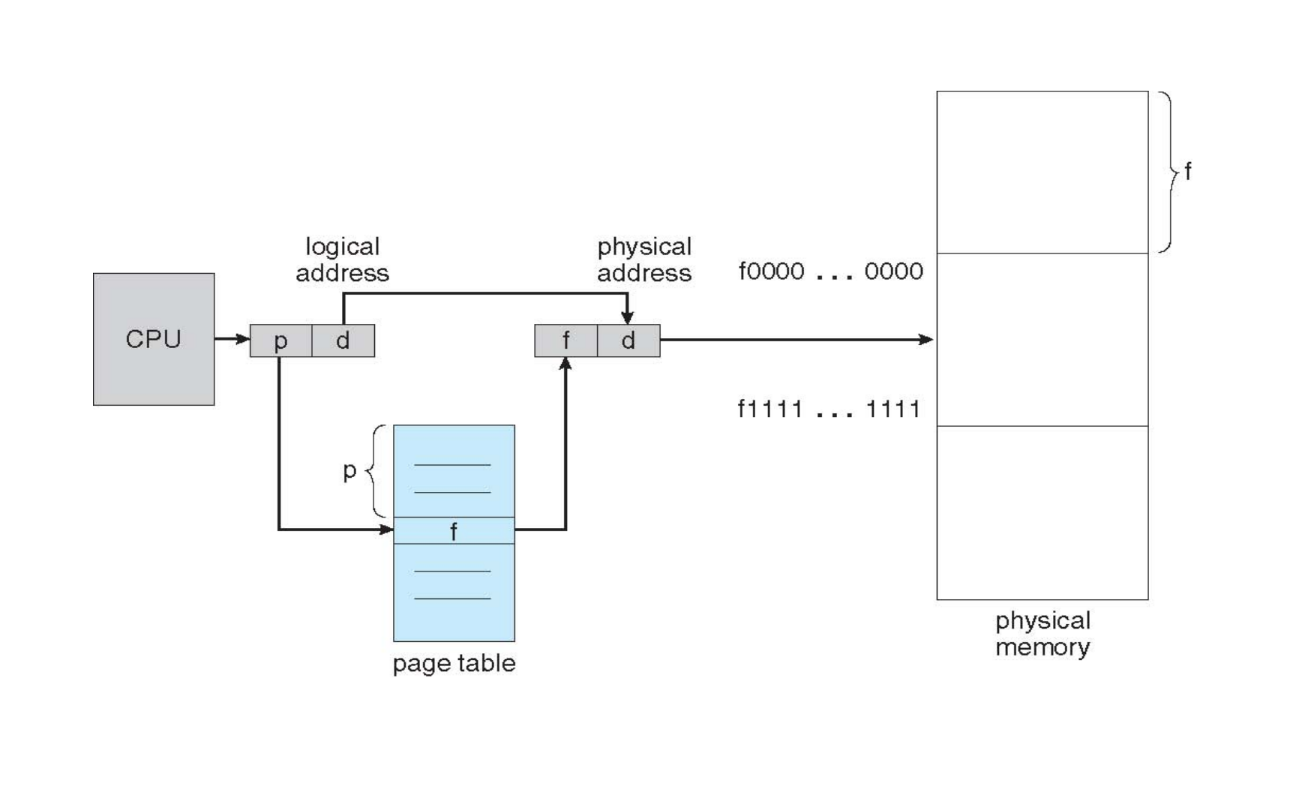 f
logical
address
physical
address
f0000 ... 0000
CPU
p
d
f
d
f1111 ... 1111
p
f
physical
memory
page table